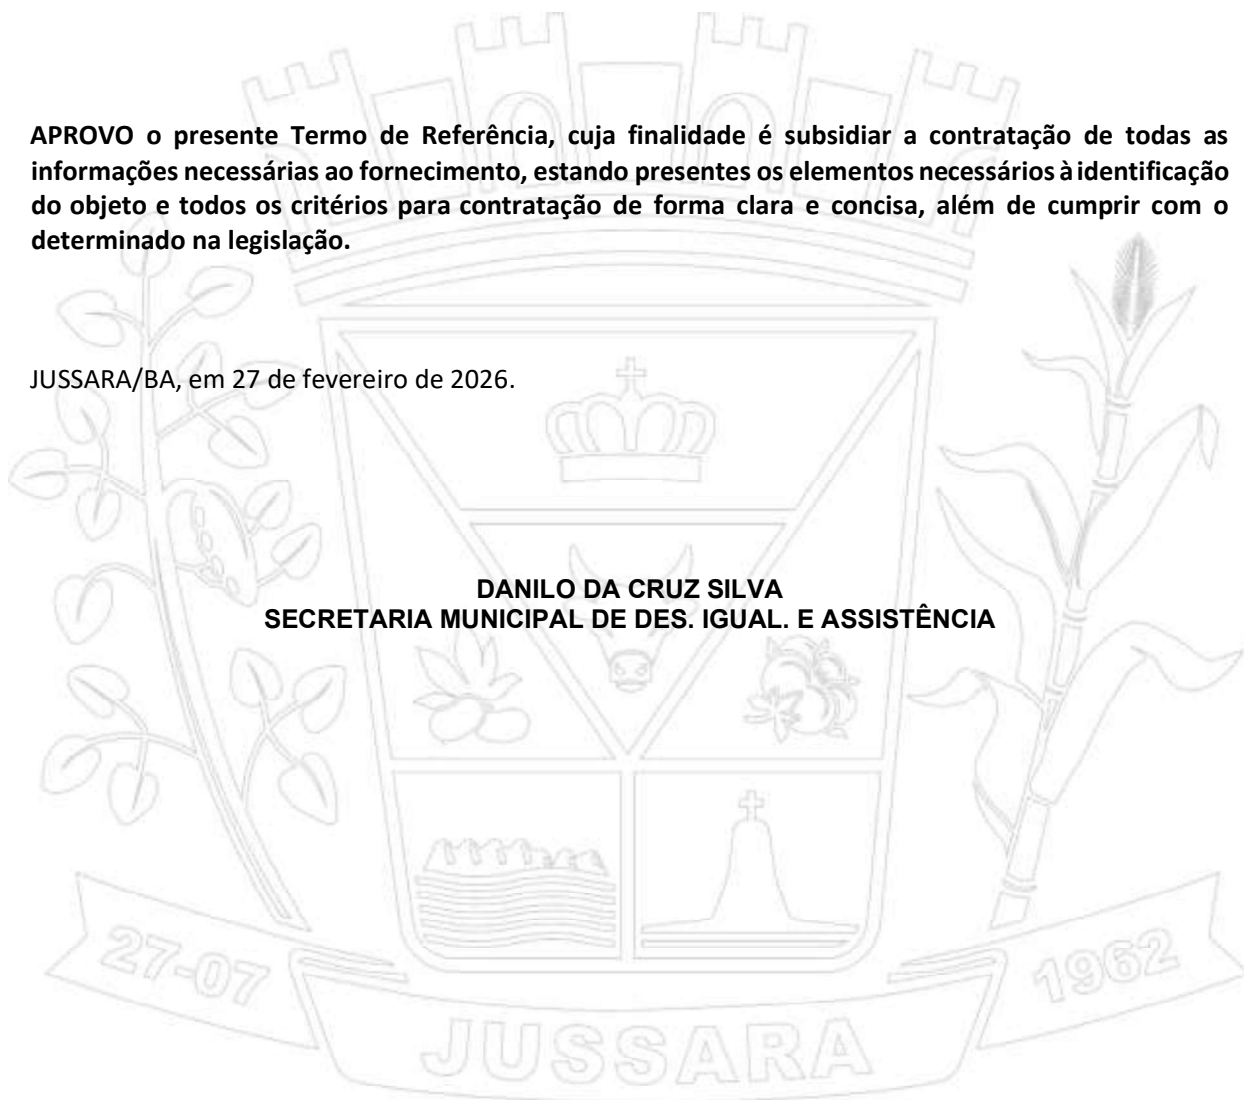 APROVO o presente Termo de Referência, cuja finalidade é subsidiar a contratação de todas as
informações necessárias ao fornecimento, estando presentes os elementos necessários à identificação
do objeto e todos os critérios para contratação de forma clara e concisa, além de cumprir com o
determinado na legislação.
JUSSARA/BA, em 27 de fevereiro de 2026.
DANILO DA CRUZ SILVA
SECRETARIA MUNICIPAL DE DES. IGUAL. E ASSISTÊNCIA
27-07
1962
JUSSARA